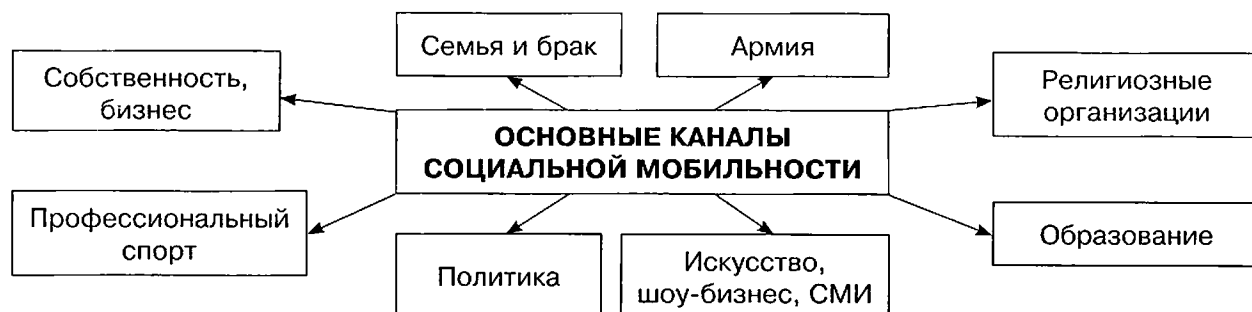 Семья и брак
Армия
Собственность,
бизнес
Религиозные
организации
ОСНОВНЫЕ КАНАЛЫ
СОЦИАЛЬНОЙ МОБИЛЬНОСТИ
Профессиональный
спорт
Политика
Искусство,
шоу-бизнес, СМИ
Образование